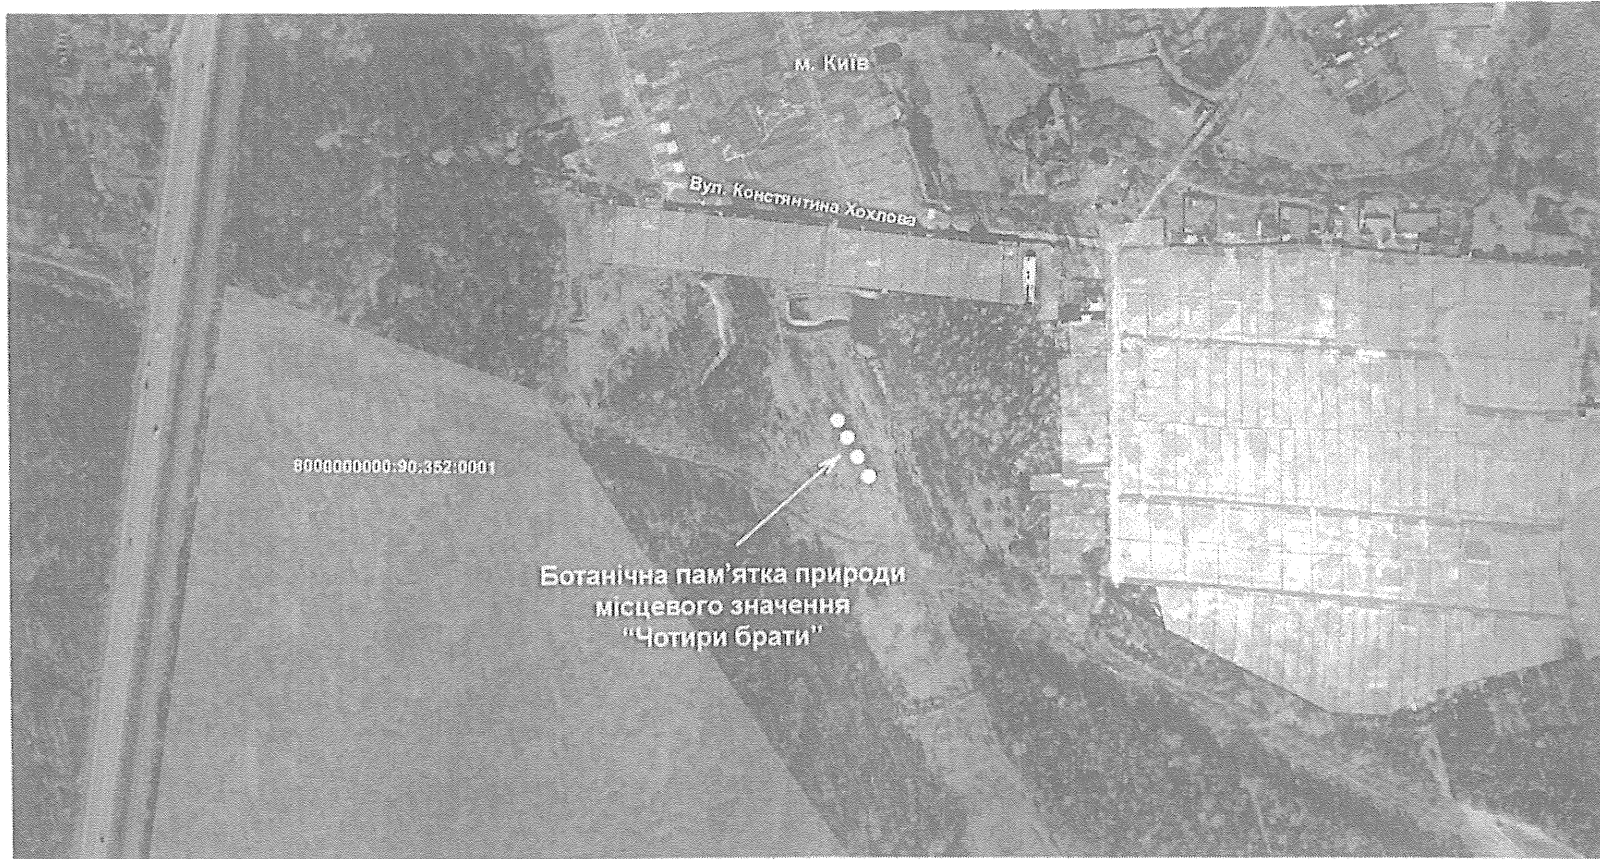 м. Київ
Вул. Констянтина Хохлова
8000000000:90:352:0001
Ботанічна пам'ятка природи
місцевого значення
"Чотири брати"